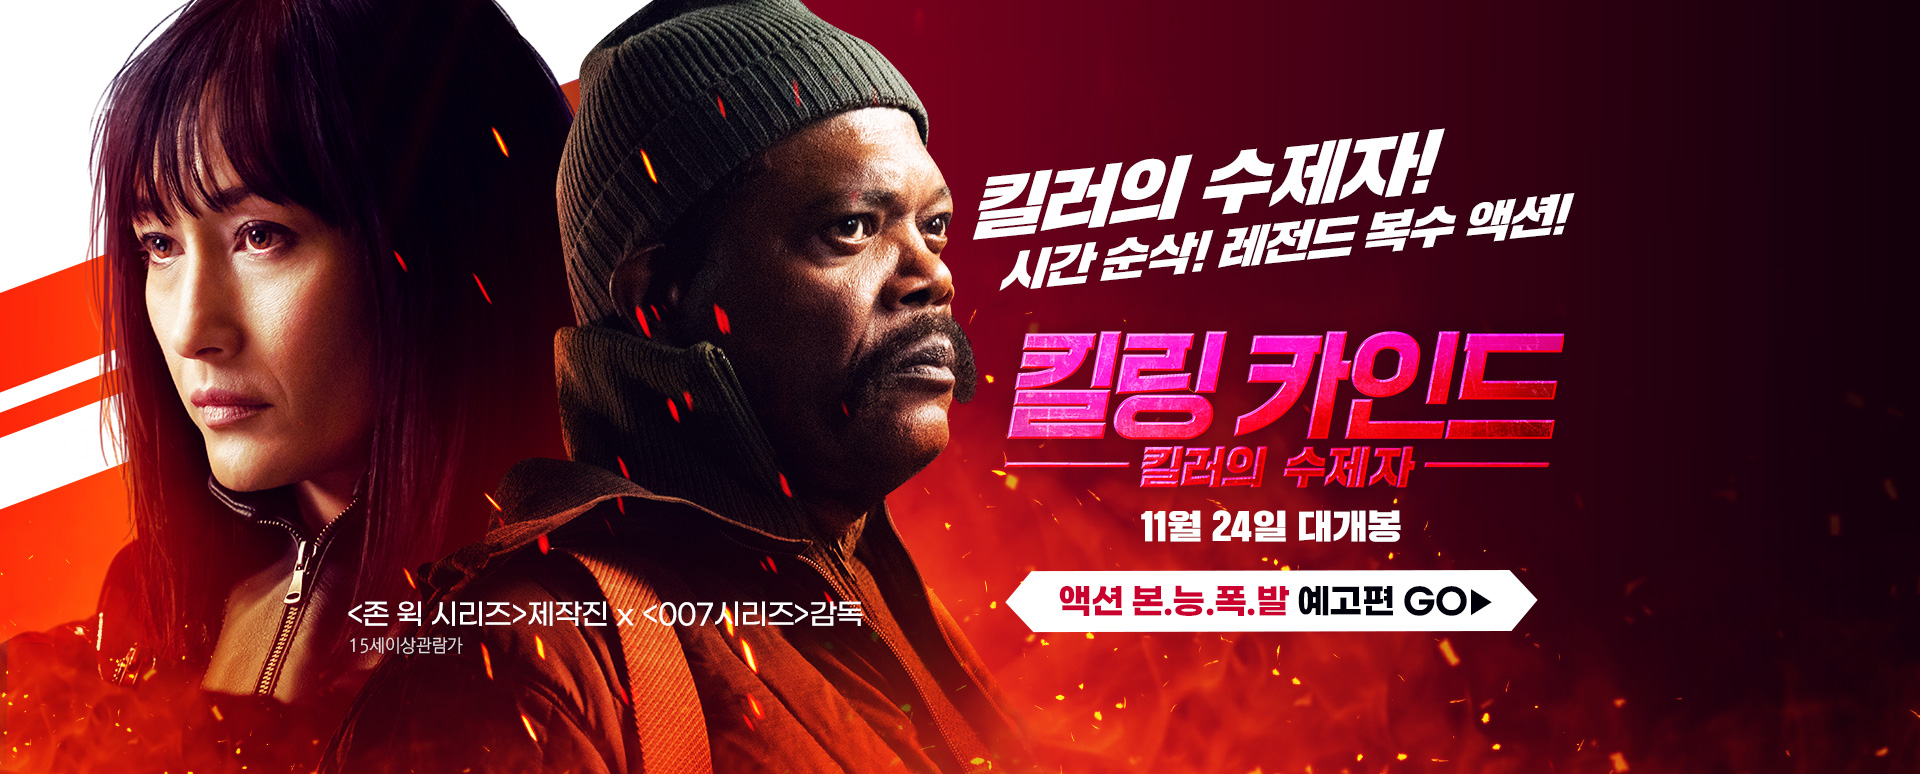 킬러의 수제자!
시간 순삭! 레전드 복수 액션!
킬링 카인드
킬러의 수제자
11월 24일 대개봉
액션 본.능.폭.발 예고편 GO▶
<존 윅 시리즈>제작진 x <007시리즈>감독
15세이상관람가